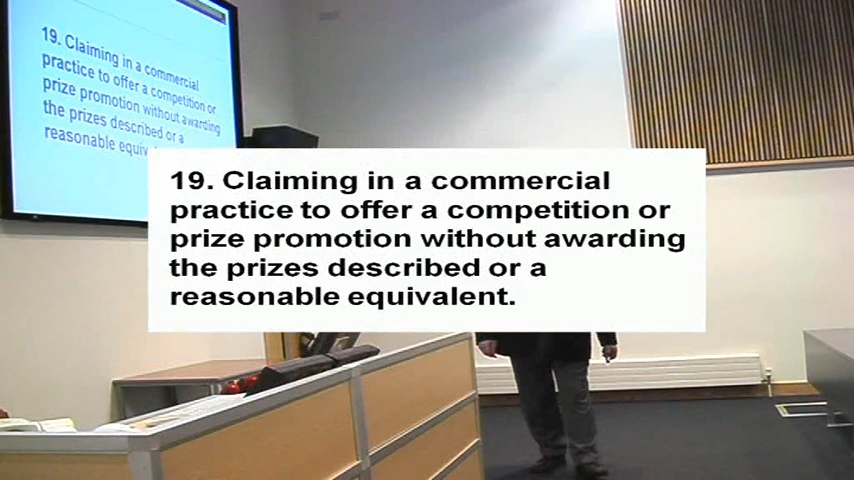 19. Claiming in a commercial
practice to offer a competition or
prize promotion without awarding
the prizes described or a
reasonable equiv
19. Claiming in a commercial
practice to offer a competition or
prize promotion without awarding
the prizes described or a
reasonable equivalent.